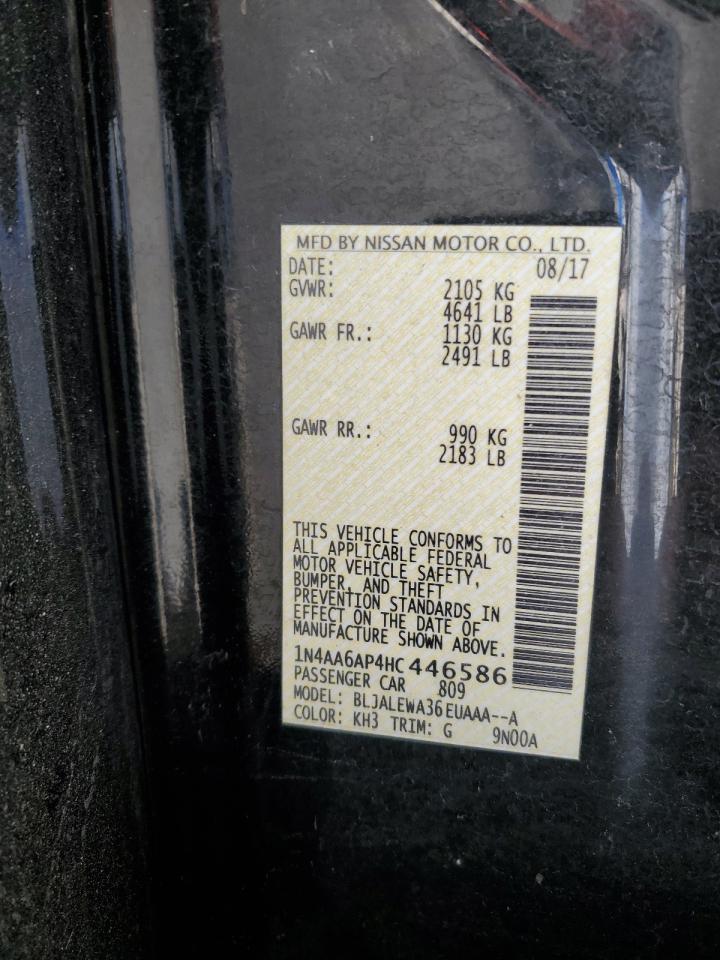 MFD BY NISSAN MOTOR CO., LTD.
DATE: 08/17
GVWR: 2105 KG
4641 LB
GAWR FR.: 1130 KG
2491 LB
GAWR RR.: 990 KG
2183 LB
THIS VEHICLE CONFORMS TO
ALL APPLICABLE FEDERAL
MOTOR VEHICLE SAFETY,
BUMPER, AND THEFT
PREVENTION STANDARDS IN
EFFECT ON THE DATE OF
MANUFACTURE SHOWN ABOVE.
1N4AA6AP4HC446586
PASSENGER CAR 809
MODEL: BLJALEWA36EUAAA--A
COLOR: KH3 TRIM: G 9N00A